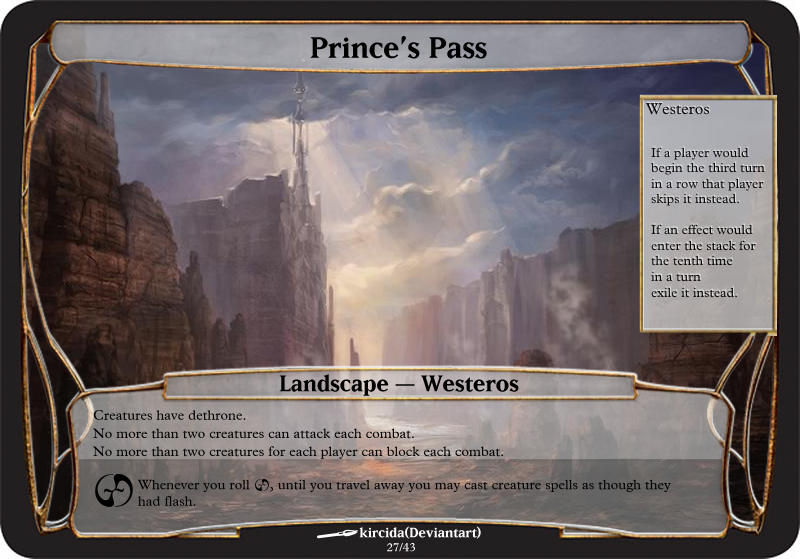 Prince's Pass
Westeros
If a player would
begin the third turn
in a row that player
skips it instead.
If an effect would
enter the stack for
the tenth time
in a turn
exile it instead.
Landscape — Westeros
Creatures have dethrone.
No more than two creatures can attack each combat.
No more than two creatures for each player can block each combat.
Whenever you roll , until you travel away you may cast creature spells as though they
had flash.
kircida(Deviantart)
27/43